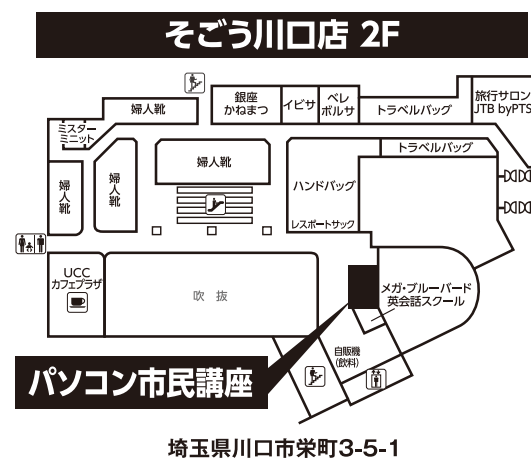 そごう川口店 2F
婦人靴
銀座
かねまつ
イビサ
ベレ
ボルサ
トラベルバッグ
旅行サロン
JTB byPTS
ミスター
ミニット
婦人靴
婦人靴
婦人靴
ハンドバッグ
レスポートサック
トラベルバッグ
UCC
カフェプラザ
吹 抜
メガ・ブルーバード
英会話スクール
自販機
(飲料)
パソコン市民講座
埼玉県川口市栄町3-5-1